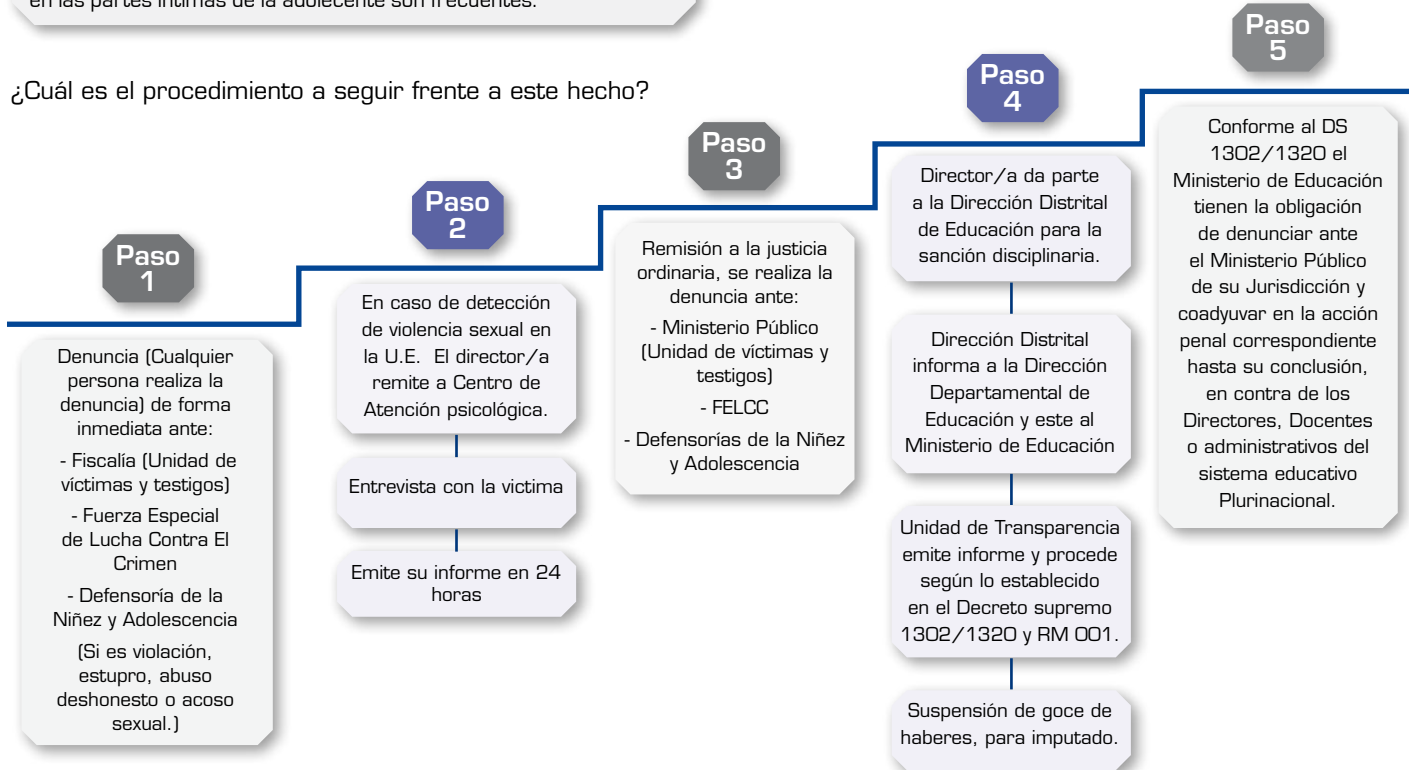 en las partes íntimas de la adolecente son frecuentes.
¿Cuál es el procedimiento a seguir frente a este hecho?
Paso
1
Denuncia (Cualquier
persona realiza la
denuncia) de forma
inmediata ante:
- Fiscalía (Unidad de
víctimas y testigos)
- Fuerza Especial
de Lucha Contra El
Crimen
- Defensoría de la
Niñez y Adolescencia
(Si es violación,
estupro, abuso
deshonesto o acoso
sexual.)
Paso
2
En caso de detección
de violencia sexual en
la U.E. El director/a
remite a Centro de
Atención psicológica.
Entrevista con la victima
Emite su informe en 24
horas
Paso
3
Remisión a la justicia
ordinaria, se realiza la
denuncia ante:
- Ministerio Público
(Unidad de víctimas y
testigos)
- FELCC
- Defensorías de la Niñez
y Adolescencia
Paso
4
Director/a da parte
a la Dirección Distrital
de Educación para la
sanción disciplinaria.
Dirección Distrital
informa a la Dirección
Departamental de
Educación y este al
Ministerio de Educación
Unidad de Transparencia
emite informe y procede
según lo establecido
en el Decreto supremo
1302/1320 y RM 001.
Suspensión de goce de
haberes, para imputado.
Paso
5
Conforme al DS
1302/1320 el
Ministerio de Educación
tienen la obligación
de denunciar ante
el Ministerio Público
de su Jurisdicción y
coadyuvar en la acción
penal correspondiente
hasta su conclusión,
en contra de los
Directores, Docentes
o administrativos del
sistema educativo
Plurinacional.